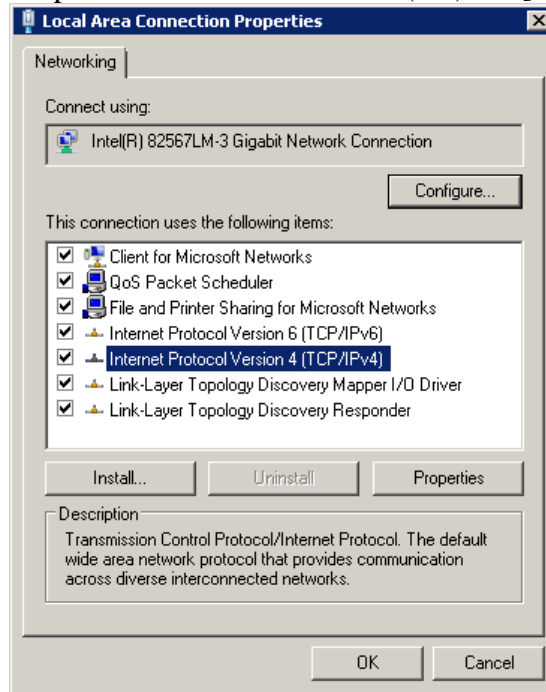 Local Area Connection Properties
Networking
Connect using:
Intel(R) 82567LM-3 Gigabit Network Connection
Configure...
This connection uses the following items:
Client for Microsoft Networks
QoS Packet Scheduler
File and Printer Sharing for Microsoft Networks
Internet Protocol Version 6 (TCP/IPv6)
Internet Protocol Version 4 (TCP/IPv4)
Link-Layer Topology Discovery Mapper I/O Driver
Link-Layer Topology Discovery Responder
Install...
Uninstall
Properties
Description
Transmission Control Protocol/Internet Protocol. The default
wide area network protocol that provides communication
across diverse interconnected networks.
OK
Cancel